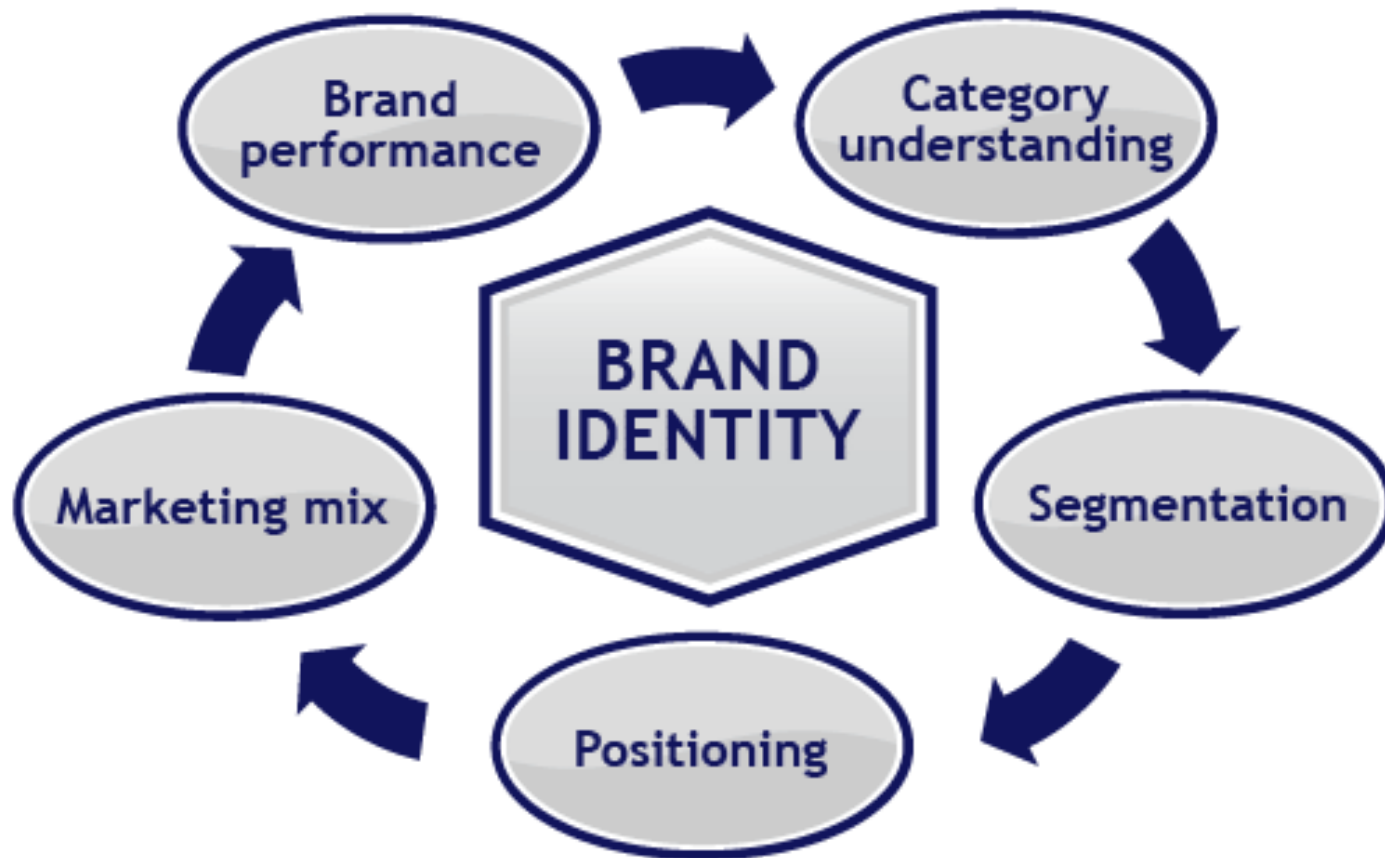 Brand
performance
Category
understanding
BRAND
IDENTITY
Marketing mix
Segmentation
Positioning